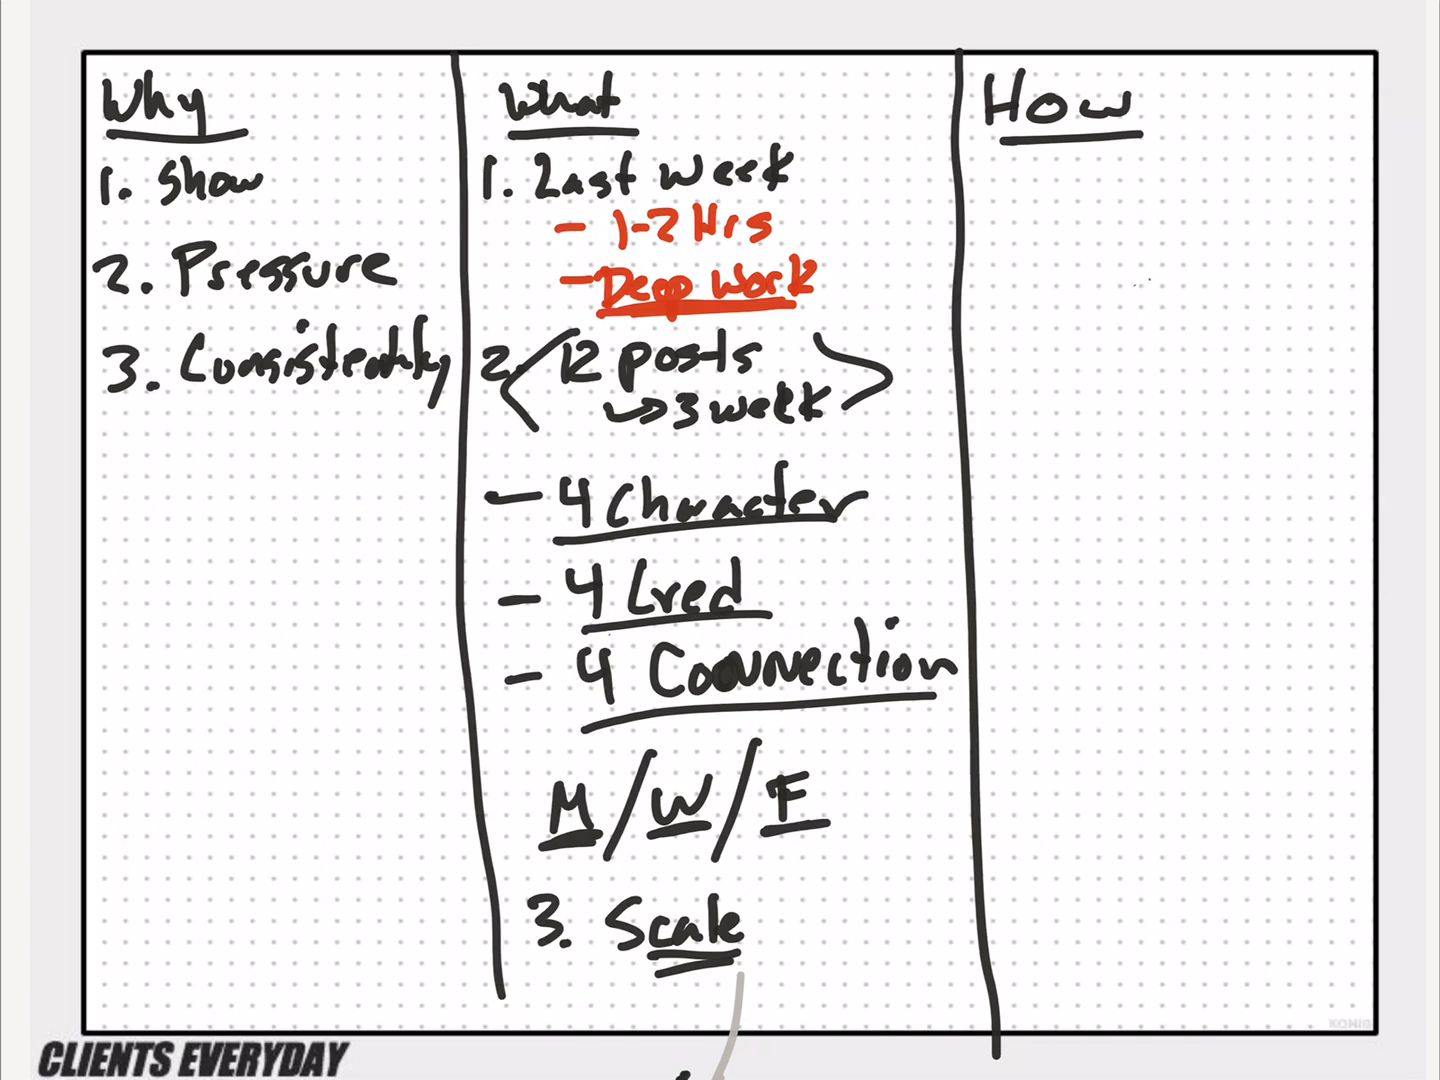 Why
1. Show
2. Pressure
3. Consistently
What
1. Last week
- 1-2 Hrs
- Deep Work
2. 12 posts
→ 3 week
- 4 Character
- 4 Cred
- 4 Connection
M/W/F
3. Scale
How
KONIG
CLIENTS EVERYDAY